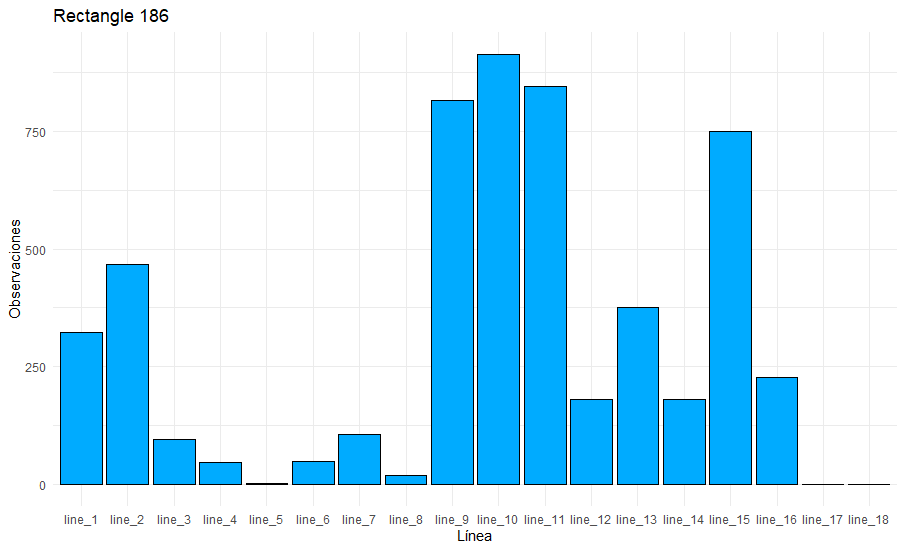 Rectangle 186
Observaciones
750
500
250
0
line_1 line_2 line_3 line_4 line_5 line_6 line_7 line_8 line_9 line_10 line_11 line_12 line_13 line_14 line_15 line_16 line_17 line_18
Línea